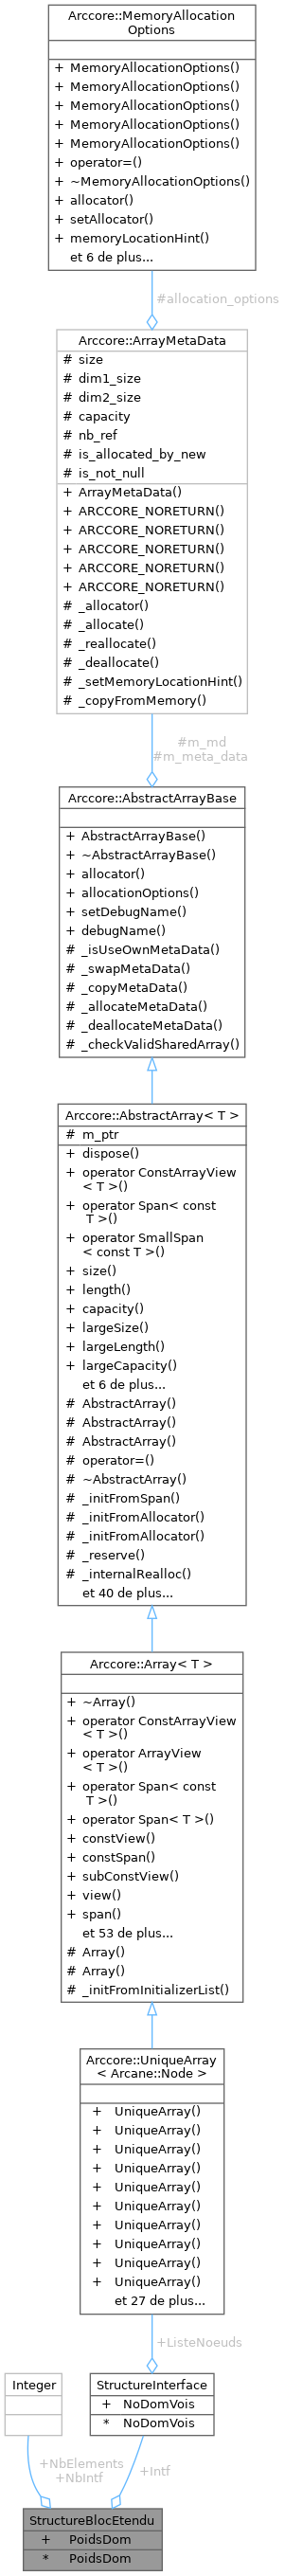 Arccore::MemoryAllocation
Options
+ MemoryAllocationOptions()
+ MemoryAllocationOptions()
+ MemoryAllocationOptions()
+ MemoryAllocationOptions()
+ MemoryAllocationOptions()
+ operator=()
+ ~MemoryAllocationOptions()
+ allocator()
+ setAllocator()
+ memoryLocationHint()
et 6 de plus...
#allocation_options
Arccore::ArrayMetaData
# size
# dim1_size
# dim2_size
# capacity
# nb_ref
# is_allocated_by_new
# is_not_null
+ ArrayMetaData()
+ ARCCORE_NORETURN()
+ ARCCORE_NORETURN()
+ ARCCORE_NORETURN()
+ ARCCORE_NORETURN()
+ ARCCORE_NORETURN()
# _allocator()
# _allocate()
# _reallocate()
# _deallocate()
# _setMemoryLocationHint()
# _copyFromMemory()
#m_md
#m_meta_data
Arccore::AbstractArrayBase
+ AbstractArrayBase()
+ ~AbstractArrayBase()
+ allocator()
+ allocationOptions()
+ setDebugName()
+ debugName()
# _isUseOwnMetaData()
# _swapMetaData()
# _copyMetaData()
# _allocateMetaData()
# _deallocateMetaData()
# _checkValidSharedArray()
Arccore::AbstractArray< T >
# m_ptr
+ dispose()
+ operator ConstArrayView
< T >()
+ operator Span< const
T >()
+ operator SmallSpan
< const T >()
+ size()
+ length()
+ capacity()
+ largeSize()
+ largeLength()
+ largeCapacity()
et 6 de plus...
# AbstractArray()
# AbstractArray()
# AbstractArray()
# operator=()
# ~AbstractArray()
# _initFromSpan()
# _initFromAllocator()
# _initFromAllocator()
# _reserve()
# _internalRealloc()
et 40 de plus...
Arccore::Array< T >
+ ~Array()
+ operator ConstArrayView
< T >()
+ operator ArrayView
< T >()
+ operator Span< const
T >()
+ operator Span< T >()
+ constView()
+ constSpan()
+ subConstView()
+ view()
+ span()
et 53 de plus...
# Array()
# Array()
# _initFromInitializerList()
Arccore::UniqueArray
< Arcane::Node >
+ UniqueArray()
+ UniqueArray()
+ UniqueArray()
+ UniqueArray()
+ UniqueArray()
+ UniqueArray()
+ UniqueArray()
+ UniqueArray()
+ UniqueArray()
+ UniqueArray()
et 27 de plus...
+ListeNoeuds
Integer
StructureInterface
+ NoDomVois
* NoDomVois
+NbElements
+NbIntf
+Intf
StructureBlocEtendu
+ PoidsDom
* PoidsDom